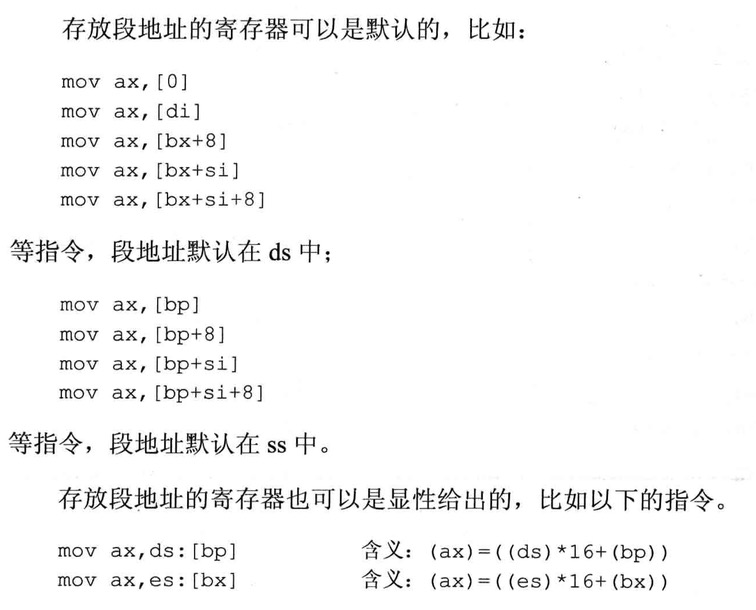 存放段地址的寄存器可以是默认的，比如：
mov ax,[0]
mov ax,[di]
mov ax,[bx+8]
mov ax,[bx+si]
mov ax,[bx+si+8]
等指令，段地址默认在 ds 中；
mov ax,[bp]
mov ax,[bp+8]
mov ax,[bp+si]
mov ax,[bp+si+8]
等指令，段地址默认在 ss 中。
存放段地址的寄存器也可以是显性给出的，比如以下的指令。
mov ax,ds:[bp] 含义：(ax)=((ds)*16+(bp))
mov ax,es:[bx] 含义：(ax)=((es)*16+(bx))